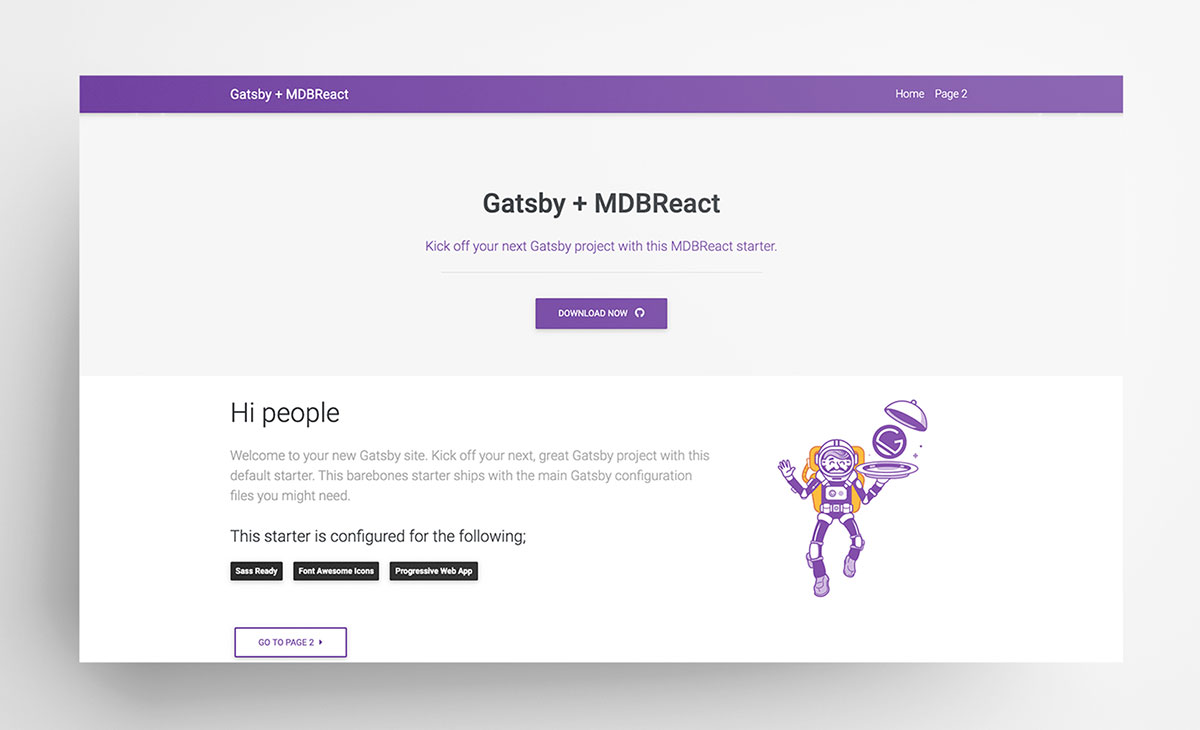 Gatsby + MDBReact
Home Page 2
Gatsby + MDBReact
Kick off your next Gatsby project with this MDBReact starter.
DOWNLOAD NOW
Hi people
Welcome to your new Gatsby site. Kick off your next, great Gatsby project with this
default starter. This barebones starter ships with the main Gatsby configuration
files you might need.
This starter is configured for the following;
Sass Ready Font Awesome Icons Progressive Web App
GO TO PAGE 2